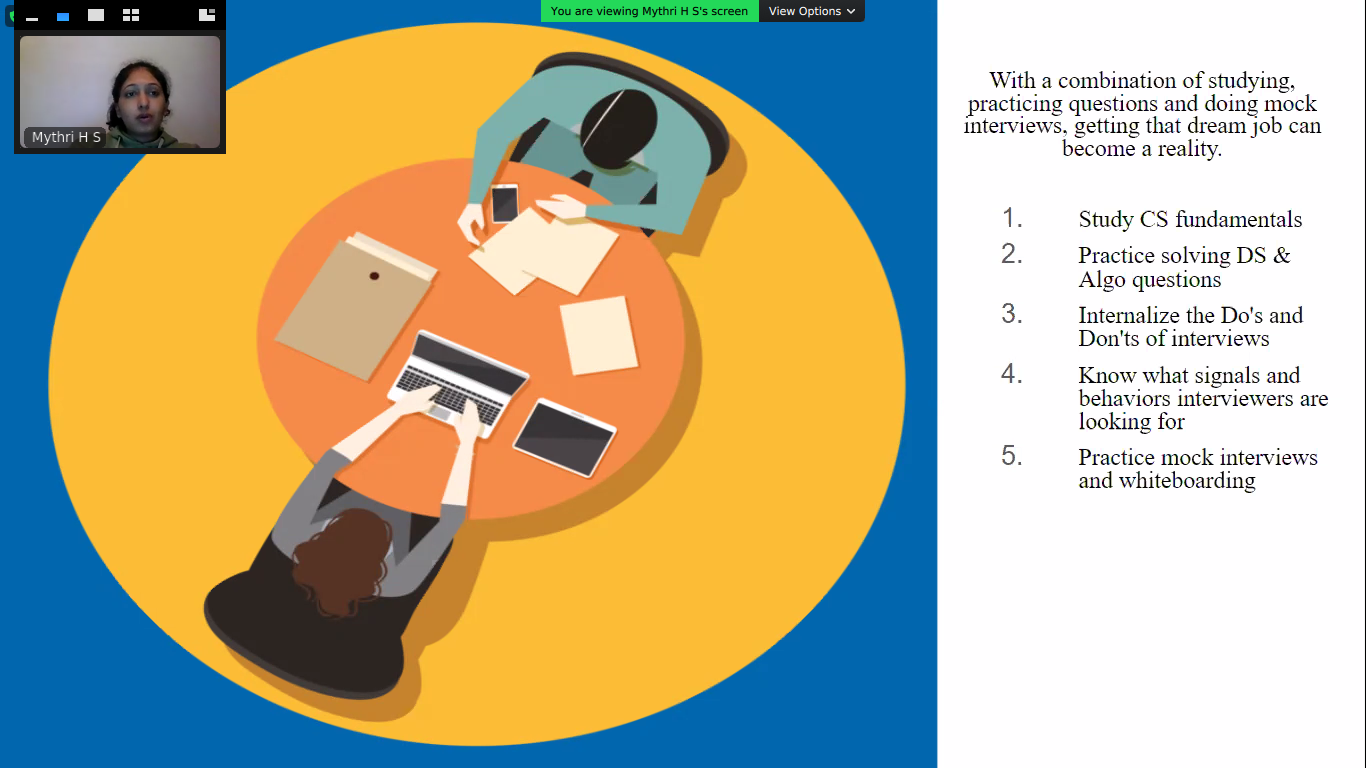 You are viewing Mythri H S's screen
View Options
Mythri H S
With a combination of studying,
practicing questions and doing mock
interviews, getting that dream job can
become a reality.
1. Study CS fundamentals
2. Practice solving DS &
Algo questions
3. Internalize the Do's and
Don'ts of interviews
4. Know what signals and
behaviors interviewers are
looking for
5. Practice mock interviews
and whiteboarding